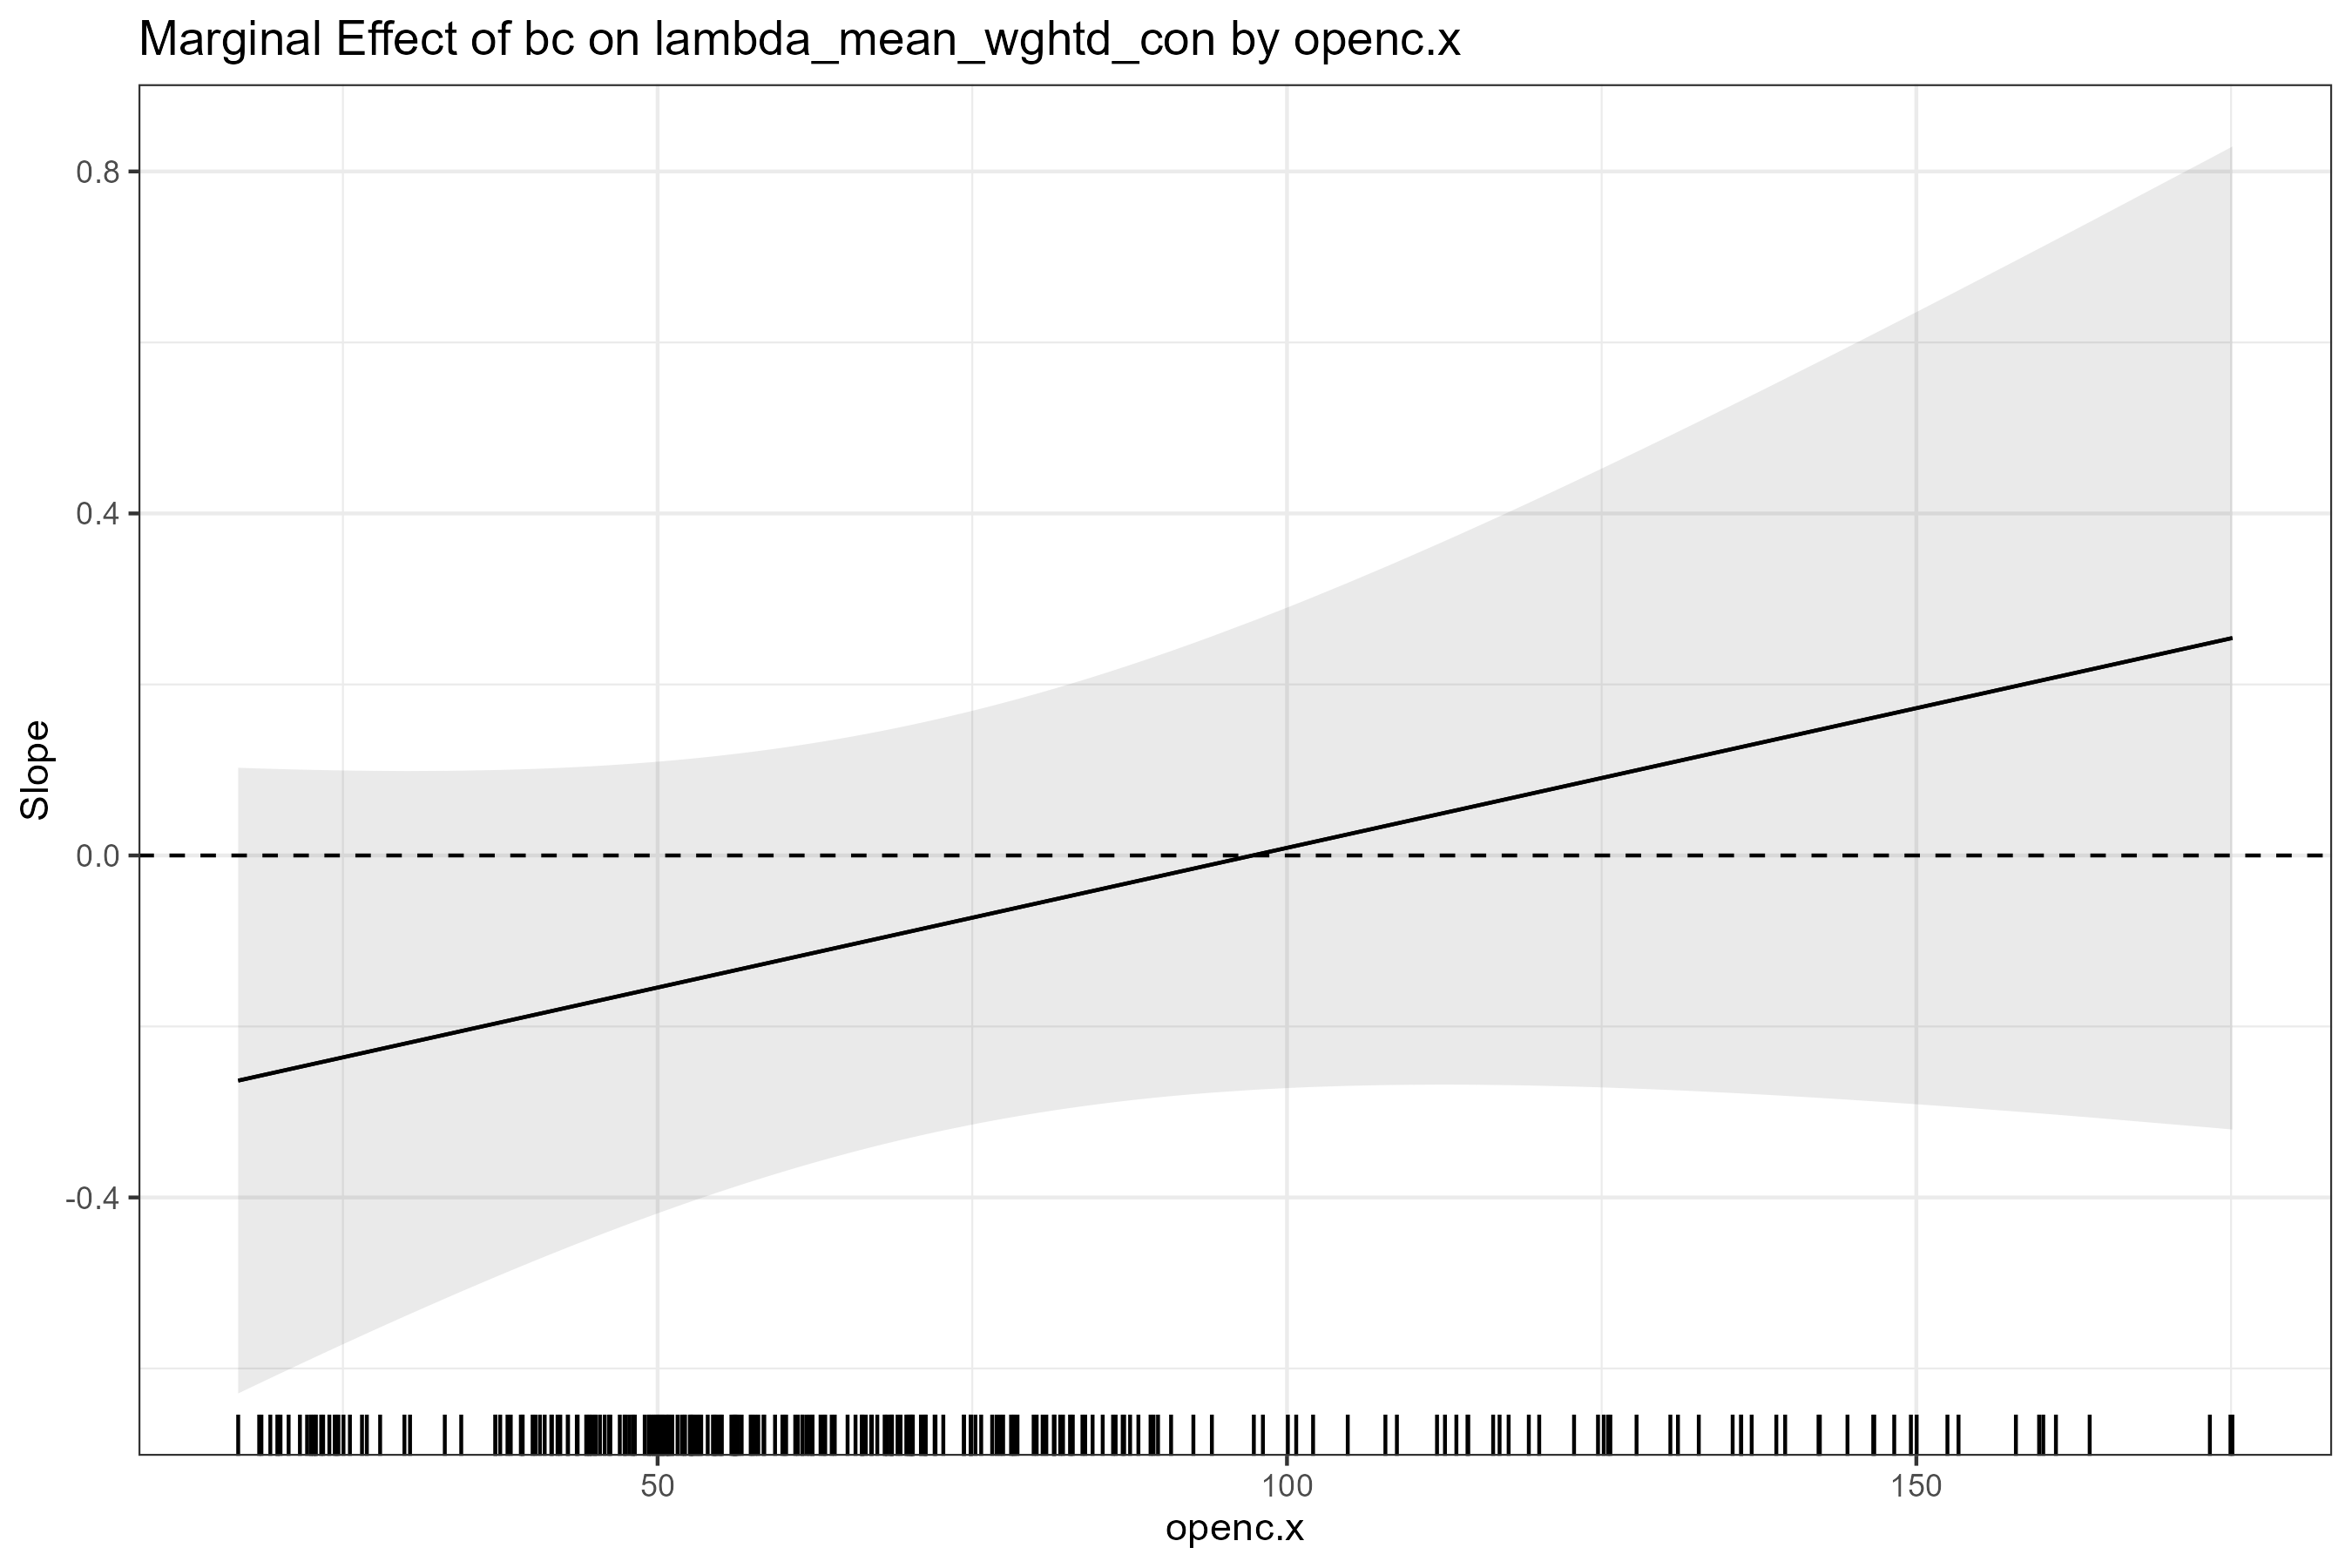 Marginal Effect of bc on lambda_mean_wghtd_con by openc.x
0.8
0.4
0.0
-0.4
Slope
50 100 150
openc.x